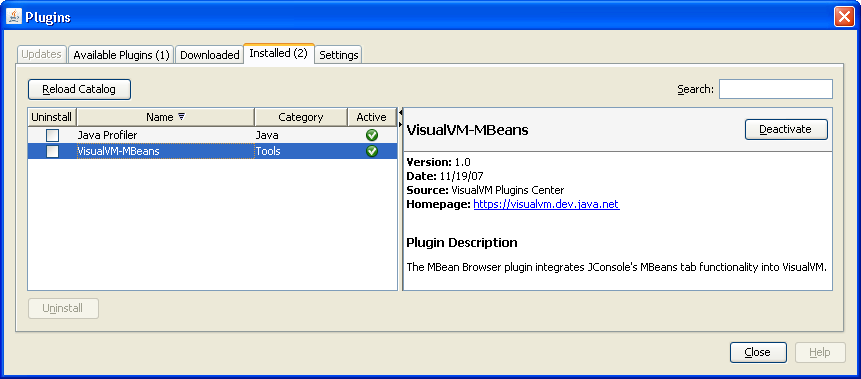 Plugins
Updates Available Plugins (1) Downloaded Installed (2) Settings
Reload Catalog Search:
Uninstall Name Category Active
Java Profiler Java
VisualVM-MBeans Tools
VisualVM-MBeans Deactivate
Version: 1.0
Date: 11/19/07
Source: VisualVM Plugins Center
Homepage: https://visualvm.dev.java.net
Plugin Description
The MBean Browser plugin integrates JConsole's MBeans tab functionality into VisualVM.
Uninstall
Close Help